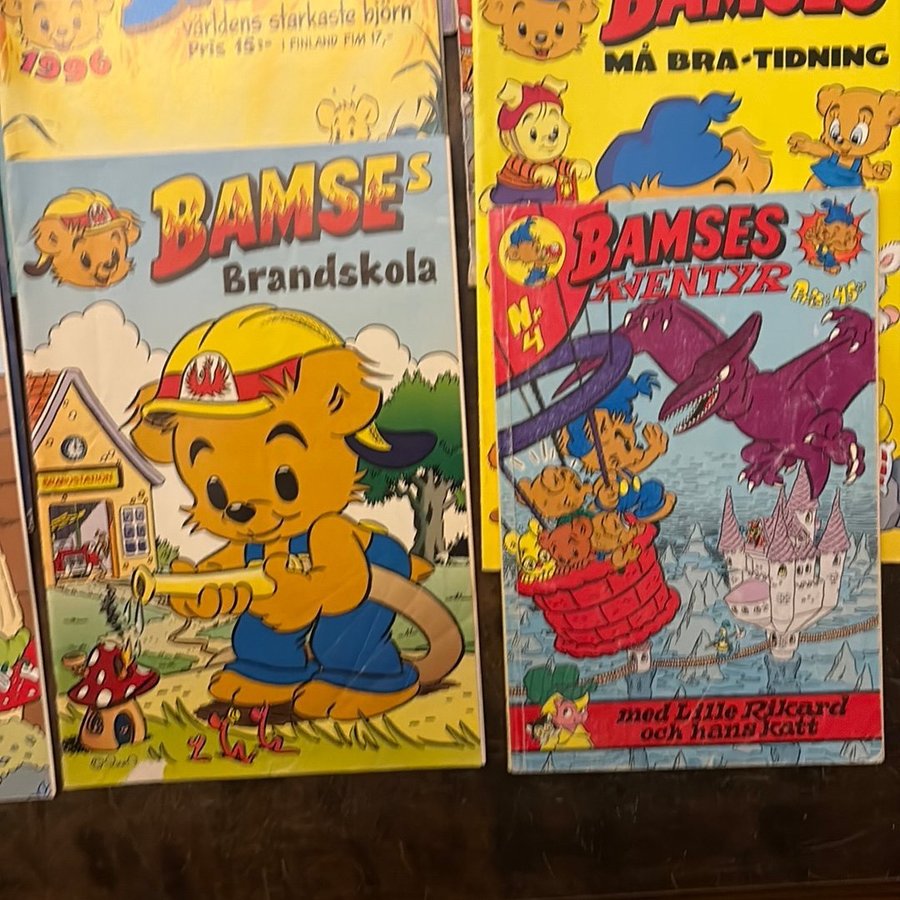 världens starkaste björn
Pris 15:- I FINLAND FIM 17,-
1996
BAMSES
MÅ BRA-TIDNING
BAMSEs
Brandskola
BRANDSTATION
BAMSES
ÄVENTYR
Nr 4
Pris: 45:-
med Lille Rikard
och hans katt